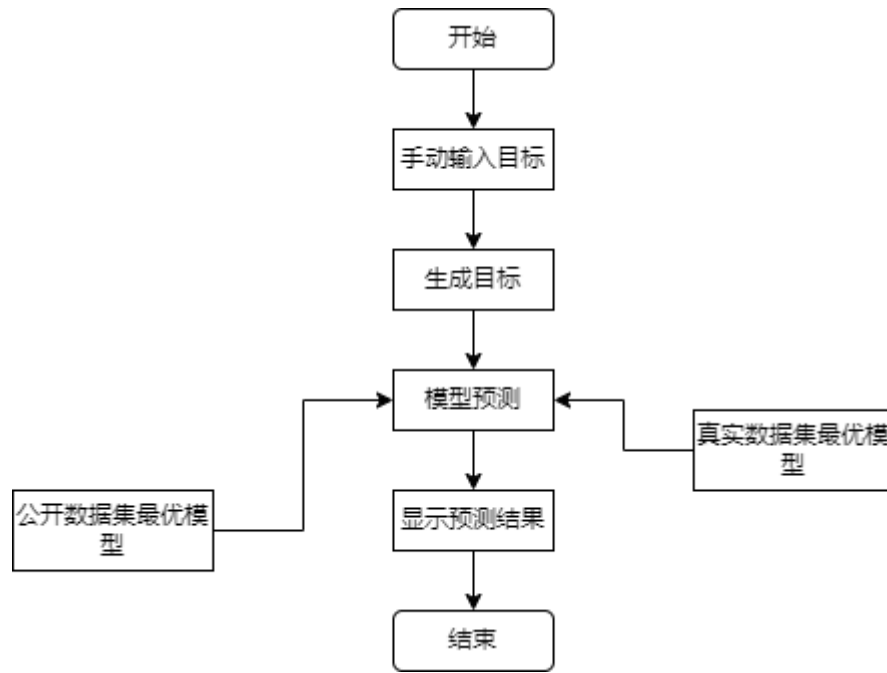 开始
手动输入目标
生成目标
模型预测
真实数据集最优模
型
公开数据集最优模
型
显示预测结果
结束